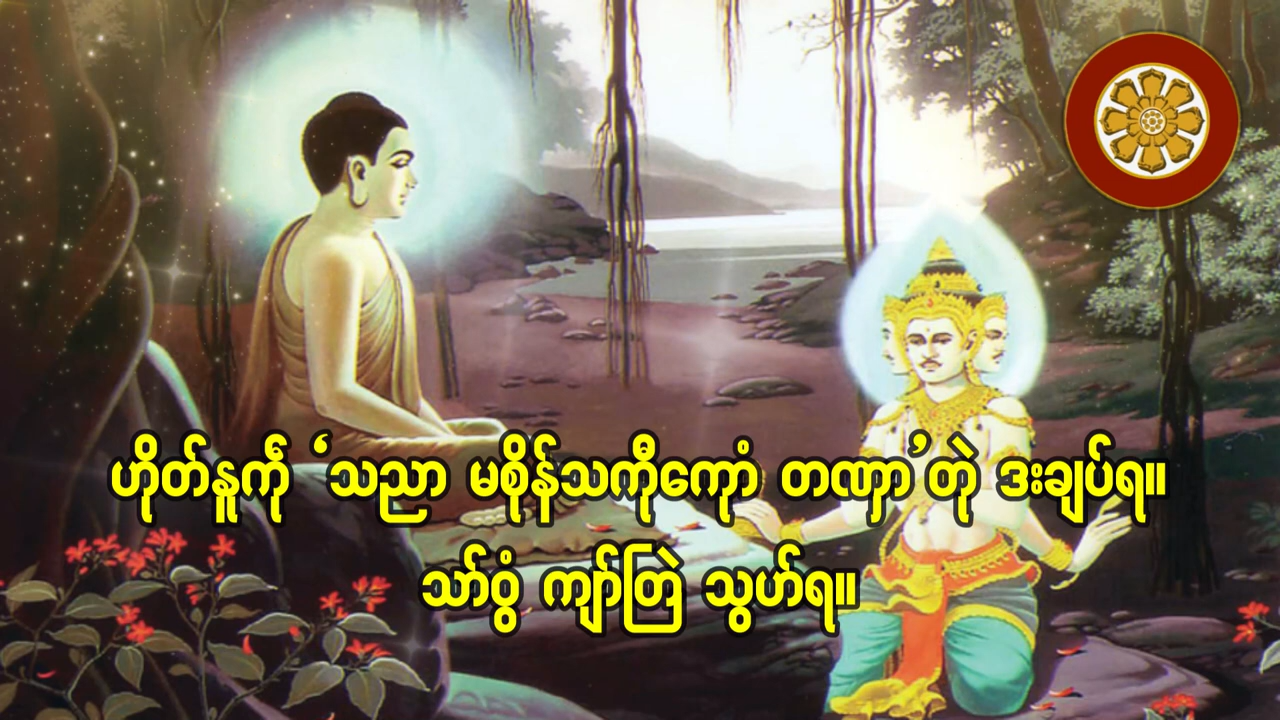 ဟိုတ်နူကဵု ‘သညာ မစိုန်သကဵုကေုာံ တဏှာ’တုဲ ဒးချပ်ရ။
သာ်ဝွံ ကျာ်တြဲ သွဟ်ရ။